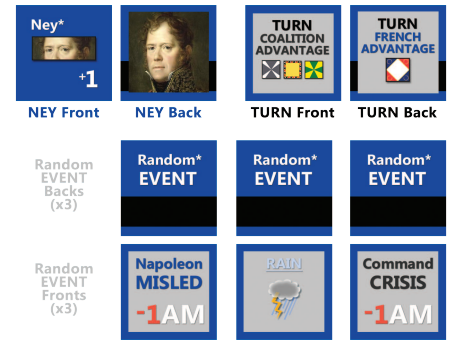 Ney*
+1
NEY Front
NEY Back
TURN
COALITION
ADVANTAGE
TURN Front
TURN
FRENCH
ADVANTAGE
TURN Back
Random
EVENT
Backs
(x3)
Random*
EVENT
Random*
EVENT
Random*
EVENT
Random
EVENT
Fronts
(x3)
Napoleon
MISLED
-1AM
RAIN
Command
CRISIS
-1AM